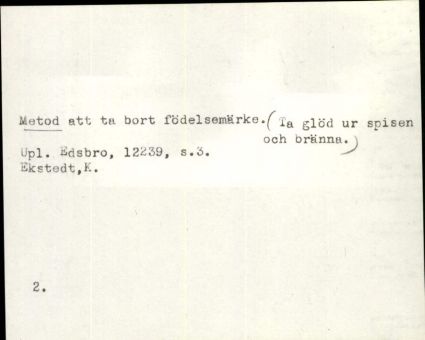 Metod att ta bort födelsemärke. (Ta glöd ur spisen
och bränna.)
Upl. Edsbro, 12239, s.3.
Ekstedt,K.
2.